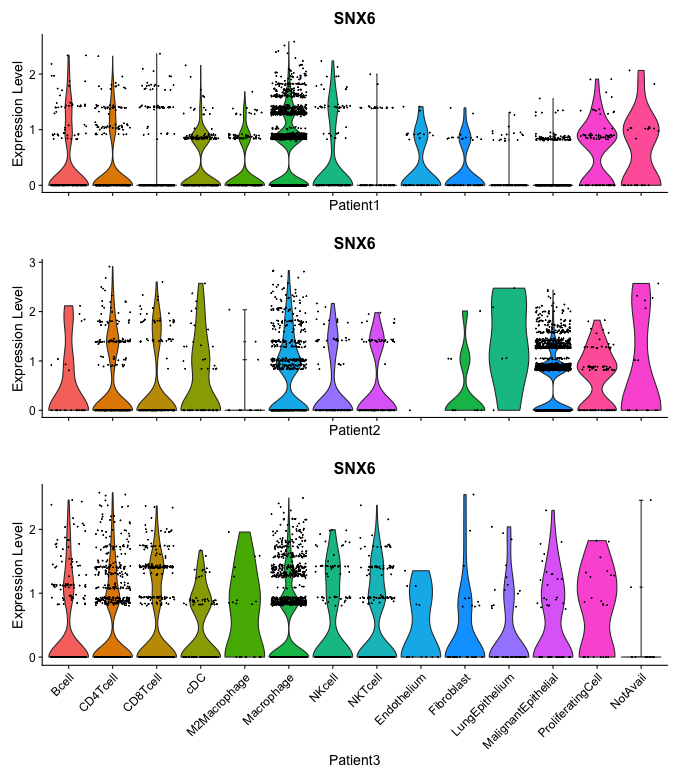 SNX6
Expression Level
2
1
0
Patient1
SNX6
Expression Level
3
2
1
0
Patient2
SNX6
Expression Level
2
1
0
Bcell
CD4Tcell
CD8Tcell
cDC
M2Macrophage
Macrophage
NKcell
NKTcell
Endothelium
Fibroblast
LungEpithelium
MalignantEpithelial
ProliferatingCell
NotAvail
Patient3